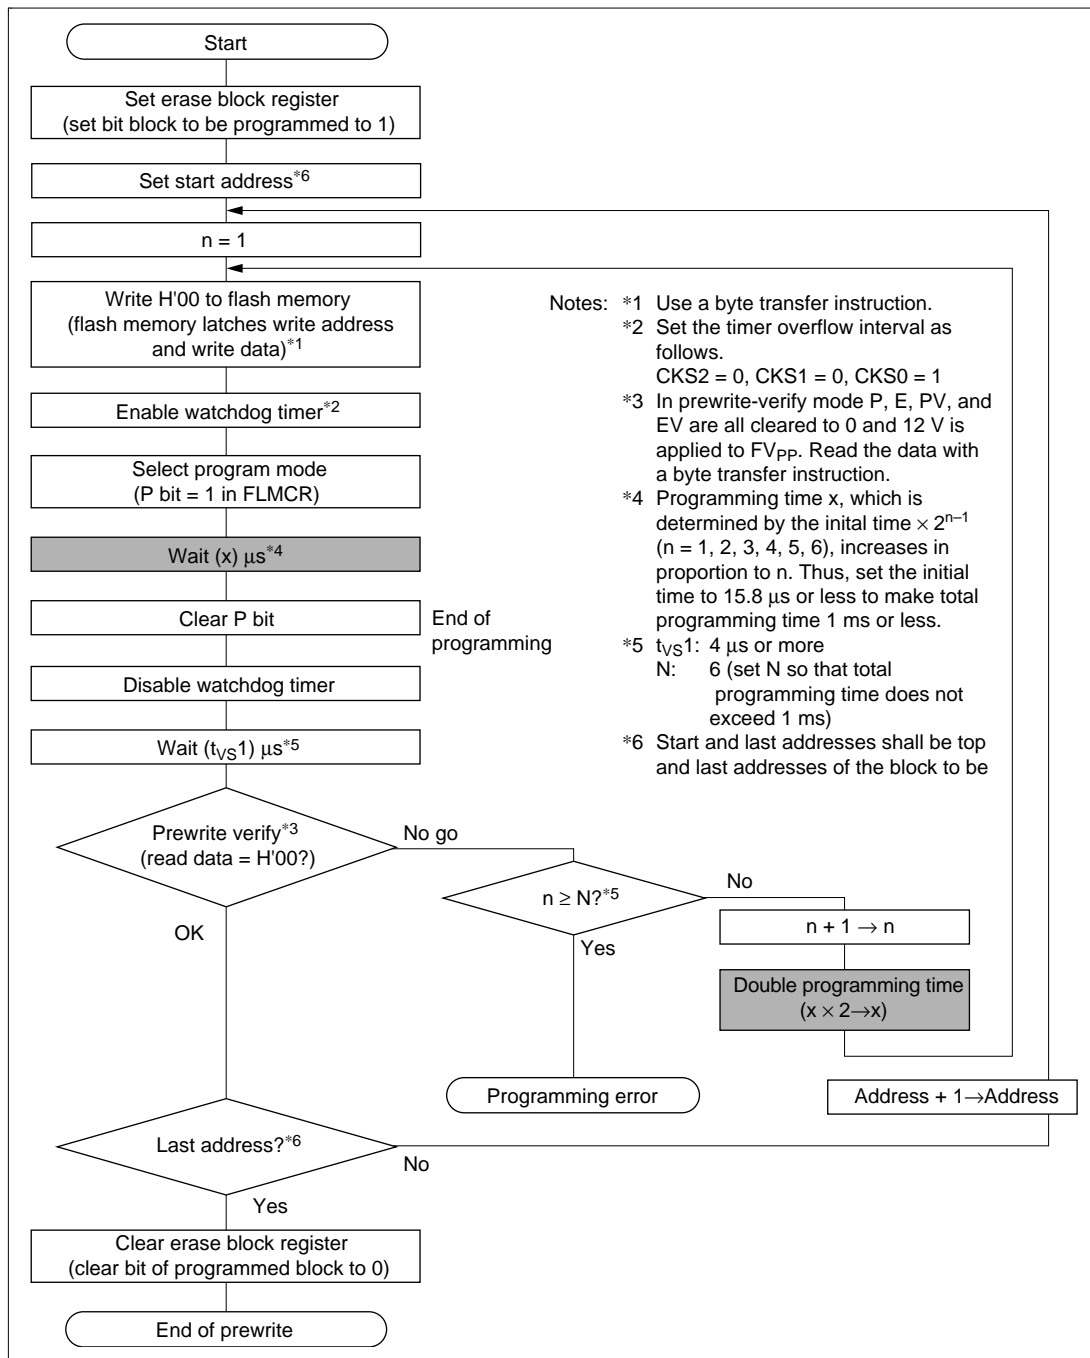 Start
Set erase block register
(set bit block to be programmed to 1)
Set start address*6
n = 1
Write H'00 to flash memory
(flash memory latches write address
and write data)*1
Enable watchdog timer*2
Select program mode
(P bit = 1 in FLMCR)
Wait (x) μs*4
Clear P bit
End of
programming
Disable watchdog timer
Wait (tVS1) μs*5
Prewrite verify*3
(read data = H'00?)
No go
OK
n ≥ N?*5
No
Yes
n + 1 → n
Double programming time
(x × 2→x)
Programming error
Address + 1→Address
Last address?*6
No
Yes
Clear erase block register
(clear bit of programmed block to 0)
End of prewrite
Notes: *1 Use a byte transfer instruction.
*2 Set the timer overflow interval as
follows.
CKS2 = 0, CKS1 = 0, CKS0 = 1
*3 In prewrite-verify mode P, E, PV, and
EV are all cleared to 0 and 12 V is
applied to FVPP. Read the data with
a byte transfer instruction.
*4 Programming time x, which is
determined by the inital time × 2^n–1
(n = 1, 2, 3, 4, 5, 6), increases in
proportion to n. Thus, set the initial
time to 15.8 μs or less to make total
programming time 1 ms or less.
*5 tVS1: 4 μs or more
N: 6 (set N so that total
programming time does not
exceed 1 ms)
*6 Start and last addresses shall be top
and last addresses of the block to be